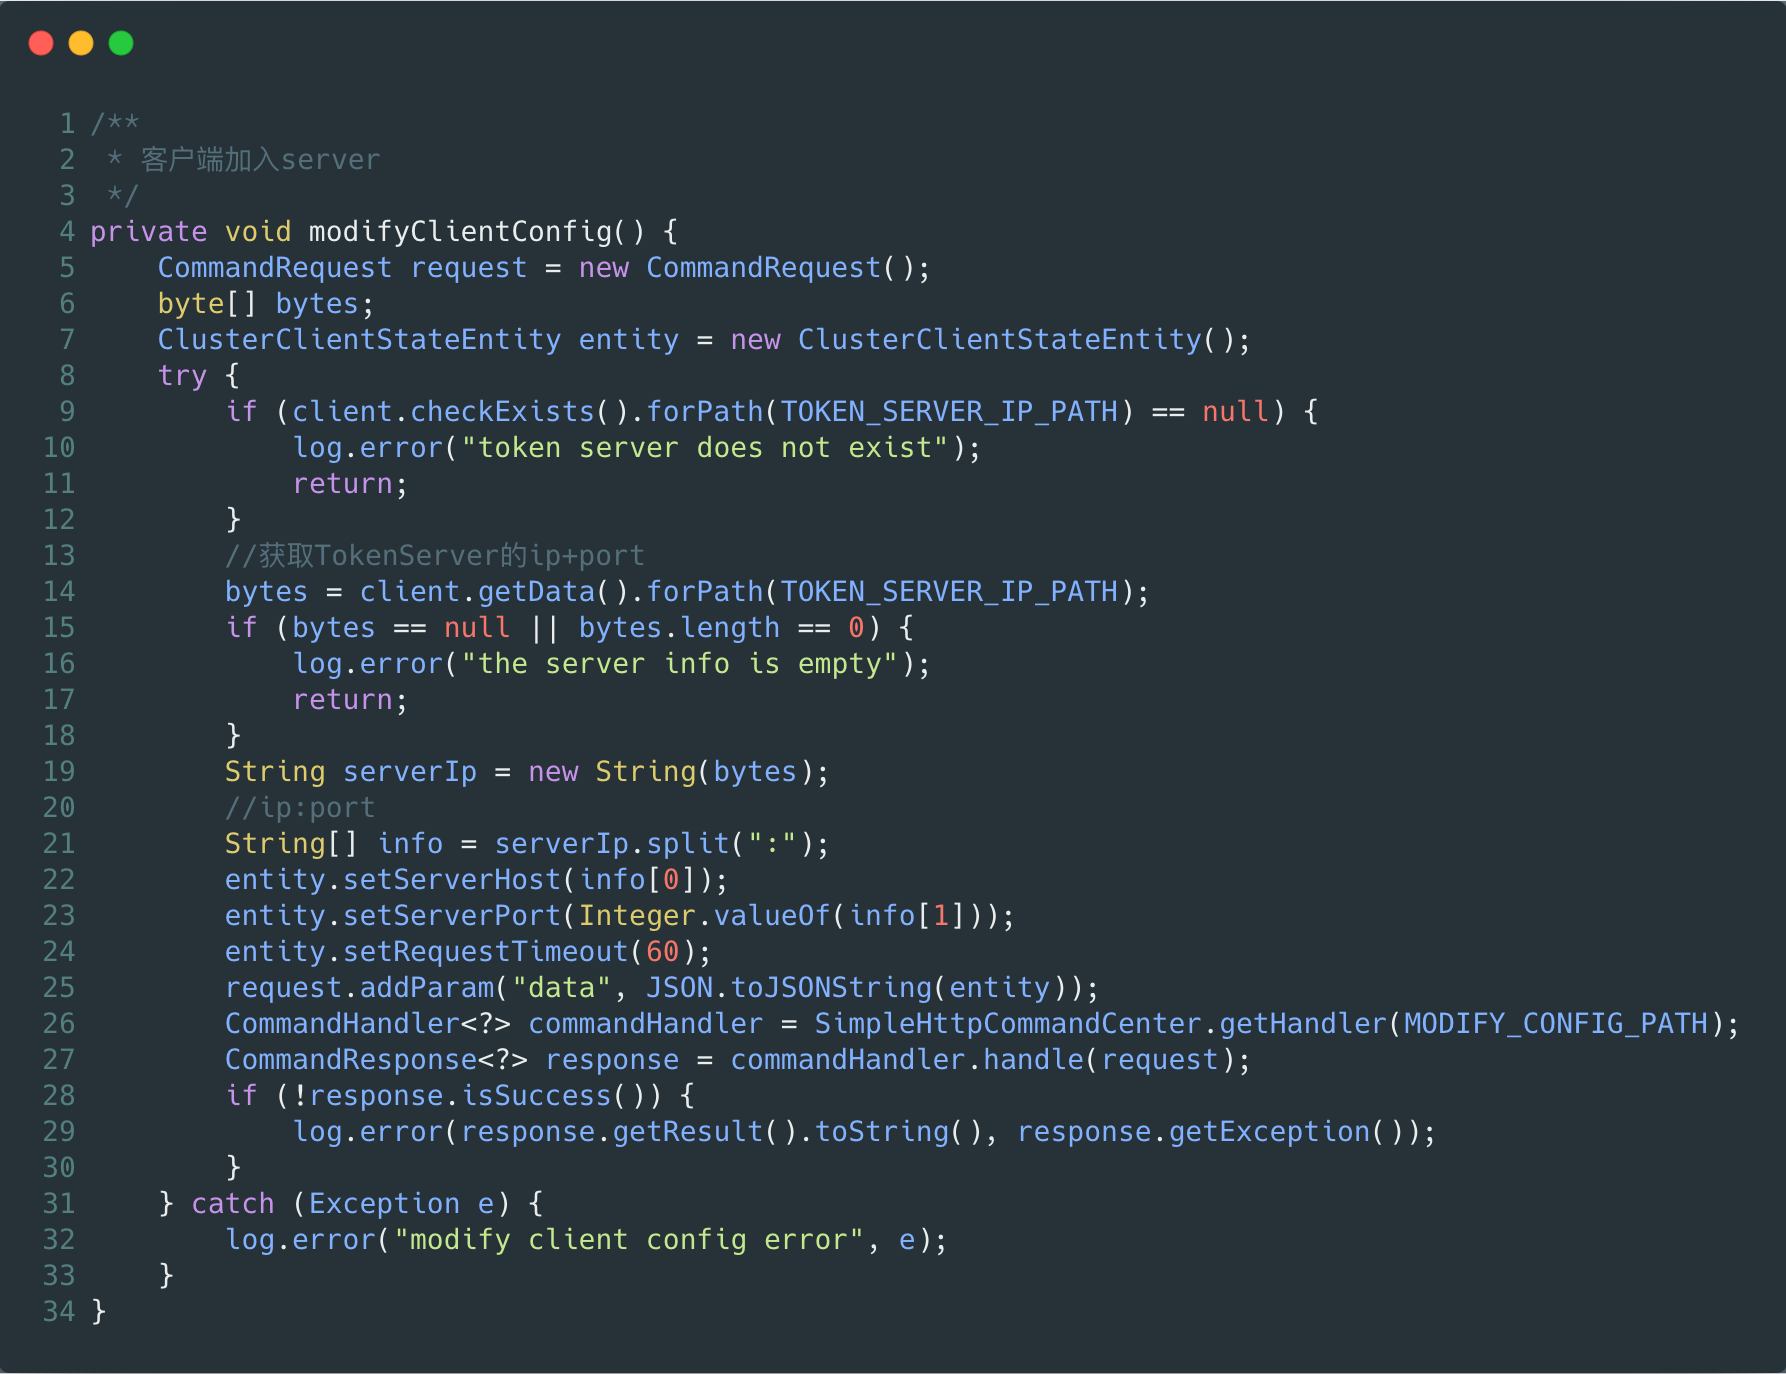 1 /**
2  * 客户端加入server
3  */
4 private void modifyClientConfig() {
5     CommandRequest request = new CommandRequest();
6     byte[] bytes;
7     ClusterClientStateEntity entity = new ClusterClientStateEntity();
8     try {
9         if (client.checkExists().forPath(TOKEN_SERVER_IP_PATH) == null) {
10             log.error("token server does not exist");
11             return;
12         }
13         //获取TokenServer的ip+port
14         bytes = client.getData().forPath(TOKEN_SERVER_IP_PATH);
15         if (bytes == null || bytes.length == 0) {
16             log.error("the server info is empty");
17             return;
18         }
19         String serverIp = new String(bytes);
20         //ip:port
21         String[] info = serverIp.split(":");
22         entity.setServerHost(info[0]);
23         entity.setServerPort(Integer.valueOf(info[1]));
24         entity.setRequestTimeout(60);
25         request.addParam("data", JSON.toJSONString(entity));
26         CommandHandler<?> commandHandler = SimpleHttpCommandCenter.getHandler(MODIFY_CONFIG_PATH);
27         CommandResponse<?> response = commandHandler.handle(request);
28         if (!response.isSuccess()) {
29             log.error(response.getResult().toString(), response.getException());
30         }
31     } catch (Exception e) {
32         log.error("modify client config error", e);
33     }
34 }